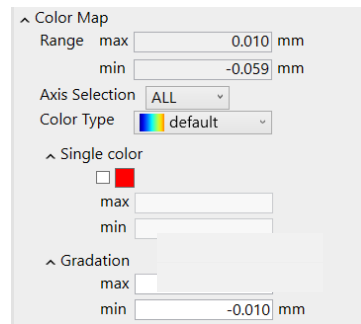 Color Map
Range max 0.010 mm
min -0.059 mm
Axis Selection ALL
Color Type default
Single color
max
min
Gradation
max
min -0.010 mm